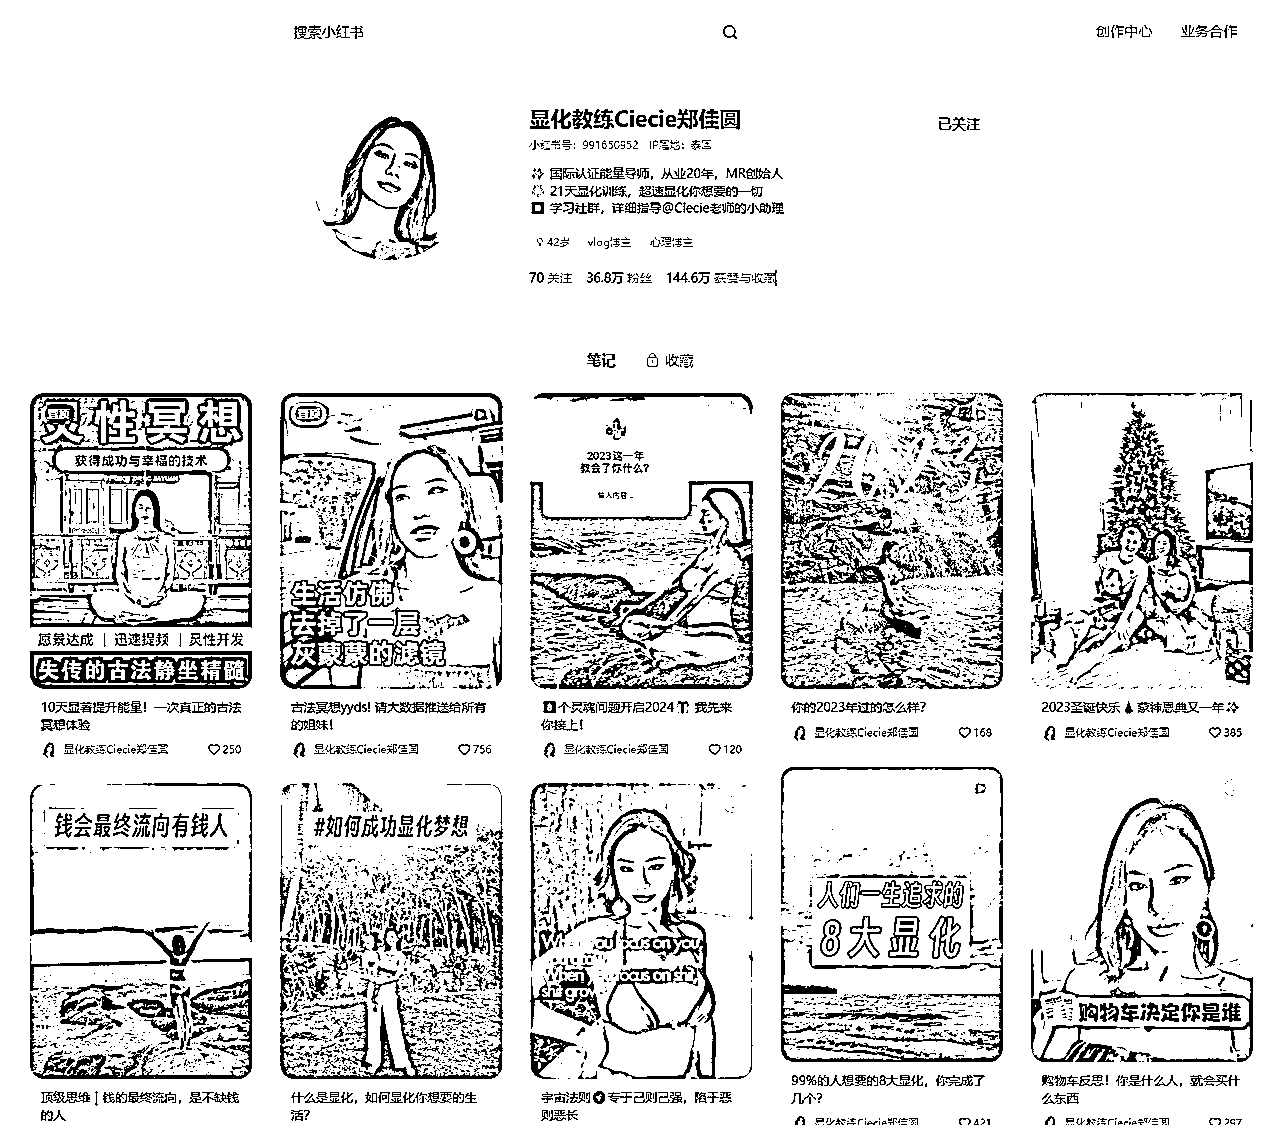 搜索小红书
创作中心 业务合作
显化教练Ciecie郑佳圆
已关注
小红书号：991650952 IP属地：泰国
国际认证能量导师，从业20年，MR创始人
21天显化训练，超速显化你想要的一切
学习社群，详细指导@Ciecie老师的小助理
42岁 vlog博主 心理博主
70 关注 36.8万 粉丝 144.6万 获赞与收藏
笔记 收藏
置顶
灵性冥想
获得成功与幸福的技术
愿景达成 | 迅速提频 | 灵性开发
失传的古法静坐精髓
10天显著提升能量！一次真正的古法
冥想体验
显化教练Ciecie郑佳圆 250
置顶
生活仿佛
去掉了一层
灰蒙蒙的滤镜
古法冥想yyds! 请大数据推送给所有
的姐妹！
显化教练Ciecie郑佳圆 756
2023这一年
教会了你什么？
输入内容...
个灵魂问题开启2024 我先来
你接上！
显化教练Ciecie郑佳圆 120
2023
你的2023年过的怎么样？
显化教练Ciecie郑佳圆 168
2023圣诞快乐🎄蒙神恩典又一年✨
显化教练Ciecie郑佳圆 385
钱会最终流向有钱人
顶级思维 | 钱的最终流向，是不缺钱
的人
#如何成功显化梦想
什么是显化，如何显化你想要的生
活？
When you focus on you,
When focus on shit,
shit
宇宙法则 专于己则己强，陷于恶
则恶长
人们一生追求的
8大显化
99%的人想要的8大显化，你完成了
几个？
显化教练Ciecie郑佳圆 421
购物车决定你是谁
购物车反思！你是什么人，就会买什
么东西
显化教练Ciecie郑佳圆 297